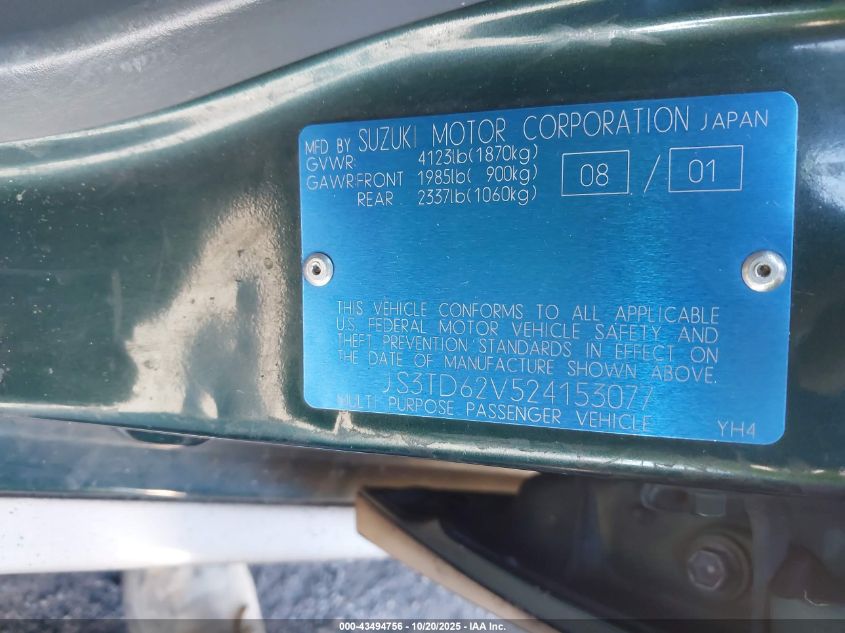 MFD BY SUZUKI MOTOR CORPORATION JAPAN
GVWR: 4123lb(1870kg)
GAWR:FRONT 1985lb( 900kg) 08 / 01
REAR 2337lb(1060kg)
THIS VEHICLE CONFORMS TO ALL APPLICABLE
U.S. FEDERAL MOTOR VEHICLE SAFETY AND
THEFT PREVENTION STANDARDS IN EFFECT ON
THE DATE OF MANUFACTURE SHOWN ABOVE.
JS3TD62V524153077
MULTI PURPOSE PASSENGER VEHICLE YH4
000-43494756 - 10/20/2025 - IAA Inc.